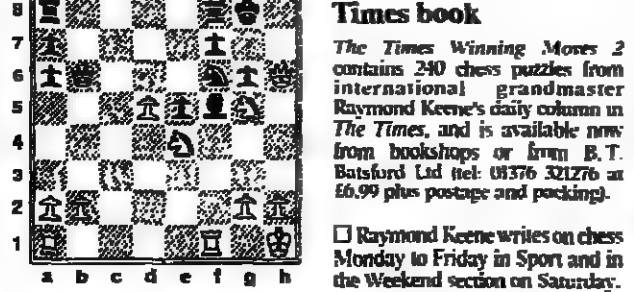 8
7
6
5
4
3
2
1
a b c d e f g h
Times book
The Times Winning Moves 2
contains 240 chess puzzles from
international grandmaster
Raymond Keene's daily column in
The Times, and is available now
from bookshops or from B.T.
Batsford Ltd (tel: 01376 321276 at
£6.99 plus postage and packing).
☐ Raymond Keene writes on chess
Monday to Friday in Sport and in
the Weekend section on Saturday.